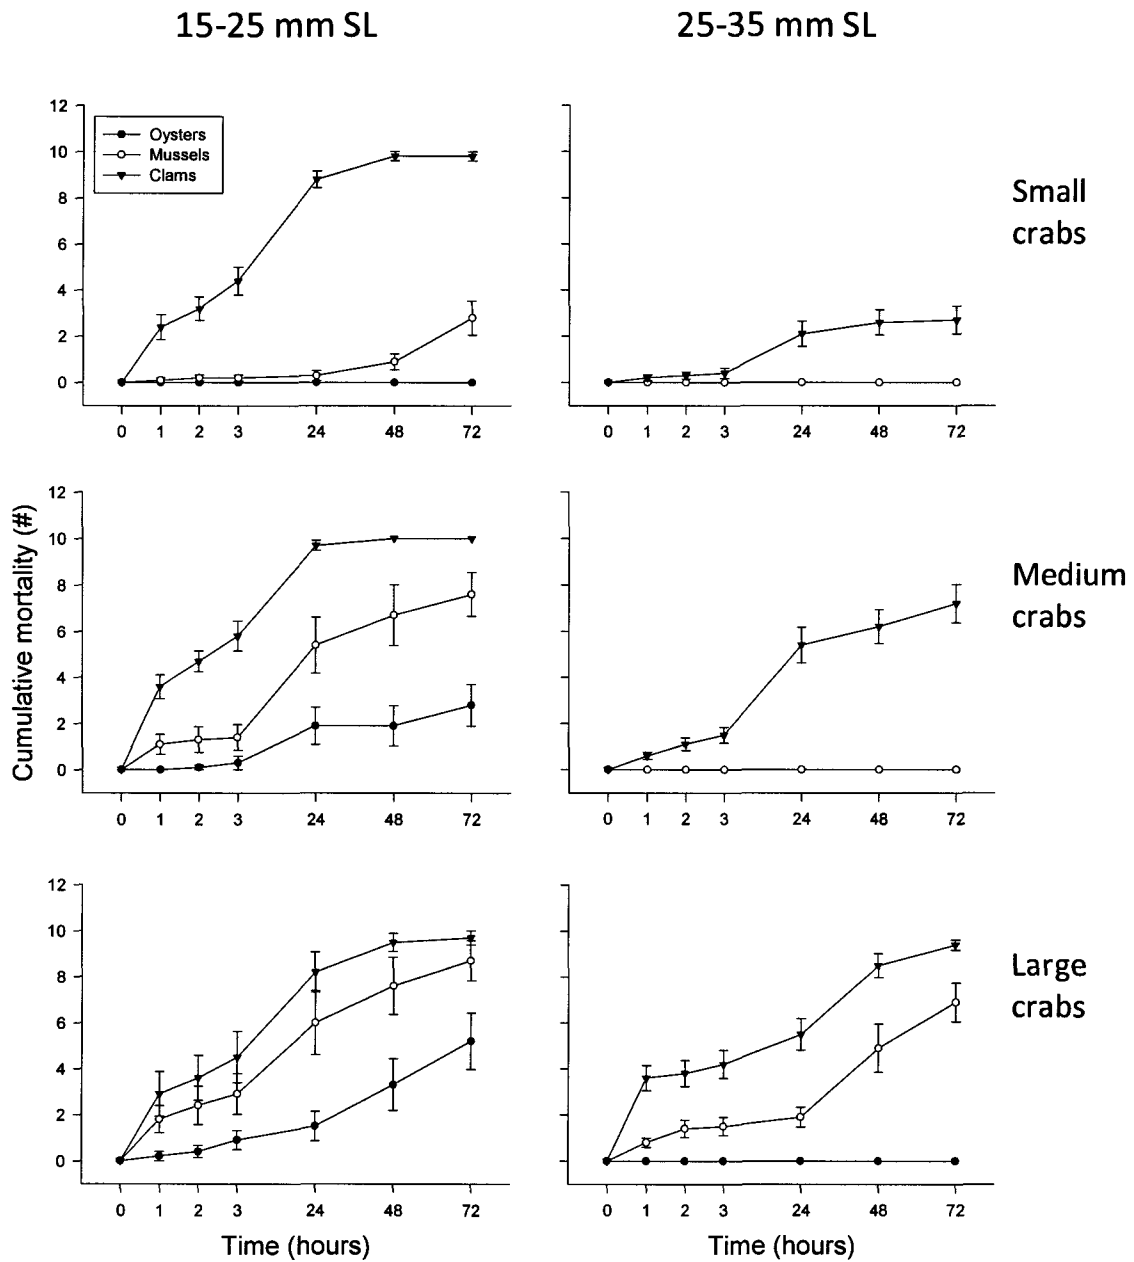 15-25 mm SL
25-35 mm SL
12
10
8
6
4
2
0
Oysters
Mussels
Clams
0 1 2 3 24 48 72
0 1 2 3 24 48 72
Small
crabs
Cumulative mortality (#)
12
10
8
6
4
2
0
0 1 2 3 24 48 72
0 1 2 3 24 48 72
Medium
crabs
12
10
8
6
4
2
0
0 1 2 3 24 48 72
0 1 2 3 24 48 72
Large
crabs
Time (hours)
Time (hours)